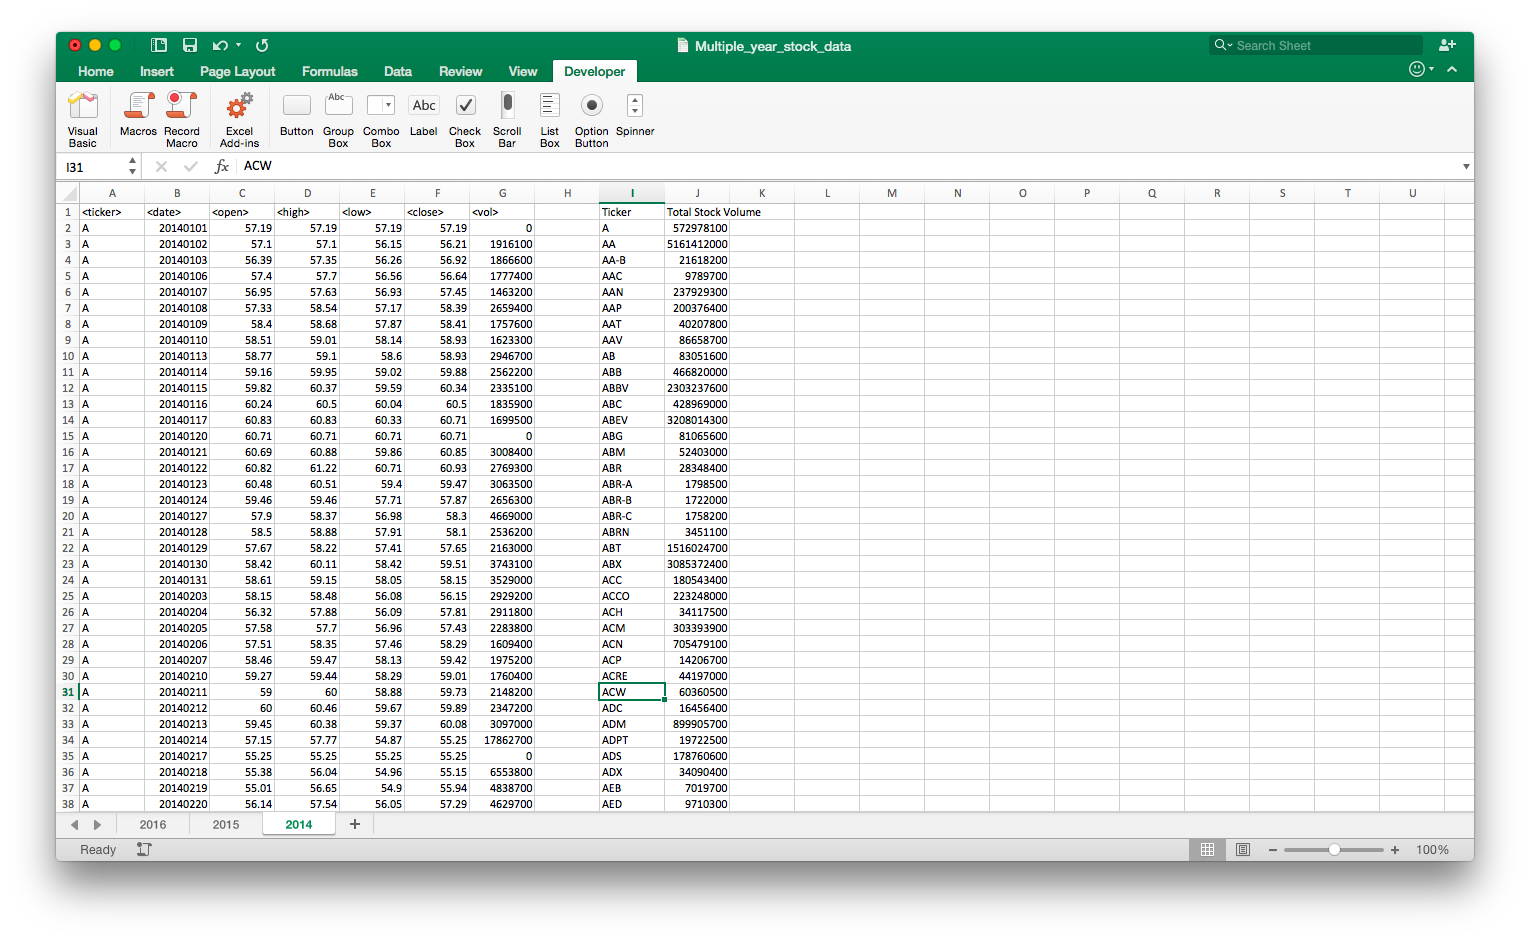 Multiple_year_stock_data
Search Sheet
Home Insert Page Layout Formulas Data Review View Developer
Visual Basic Macros Record Macro Excel Add-ins Abc Button Group Box Combo Box Abc Label Check Box Scroll Bar List Box Option Button Spinner
I31 fx ACW
A B C D E F G H I J K L M N O P Q R S T U
1 <ticker> <date> <open> <high> <low> <close> <vol> Ticker Total Stock Volume
2 A 20140101 57.19 57.19 57.19 57.19 0 A 572978100
3 A 20140102 57.1 57.1 56.15 56.21 1916100 AA 5161412000
4 A 20140103 56.39 57.35 56.26 56.92 1866600 AA-B 21618200
5 A 20140106 57.4 57.7 56.56 56.64 1777400 AAC 9789700
6 A 20140107 56.95 57.63 56.93 57.45 1463200 AAN 237929300
7 A 20140108 57.33 58.54 57.17 58.39 2659400 AAP 200376400
8 A 20140109 58.4 58.68 57.87 58.41 1757600 AAT 40207800
9 A 20140110 58.51 59.01 58.14 58.93 1623300 AAV 86658700
10 A 20140113 58.77 59.1 58.6 58.93 2946700 AB 83051600
11 A 20140114 59.16 59.95 59.02 59.88 2562200 ABB 466820000
12 A 20140115 59.82 60.37 59.59 60.34 2335100 ABBV 2303237600
13 A 20140116 60.24 60.5 60.04 60.5 1835900 ABC 428969000
14 A 20140117 60.83 60.83 60.33 60.71 1699500 ABEV 3208014300
15 A 20140120 60.71 60.71 60.71 60.71 0 ABG 81065600
16 A 20140121 60.69 60.88 59.86 60.85 3008400 ABM 52403000
17 A 20140122 60.82 61.22 60.71 60.93 2769300 ABR 28348400
18 A 20140123 60.48 60.51 59.4 59.47 3063500 ABR-A 1798500
19 A 20140124 59.46 59.46 57.71 57.87 2656300 ABR-B 1722000
20 A 20140127 57.9 58.37 56.98 58.3 4669000 ABR-C 1758200
21 A 20140128 58.5 58.88 57.91 58.1 2536200 ABRN 3451100
22 A 20140129 57.67 58.22 57.41 57.65 2163000 ABT 1516024700
23 A 20140130 58.42 60.11 58.42 59.51 3743100 ABX 3085372400
24 A 20140131 58.61 59.15 58.05 58.15 3529000 ACC 180543400
25 A 20140203 58.15 58.48 56.08 56.15 2929200 ACCO 223248000
26 A 20140204 56.32 57.88 56.09 57.81 2911800 ACH 34117500
27 A 20140205 57.58 57.7 56.96 57.43 2283800 ACM 303393900
28 A 20140206 57.51 58.35 57.46 58.29 1609400 ACN 705479100
29 A 20140207 58.46 59.47 58.13 59.42 1975200 ACP 14206700
30 A 20140210 59.27 59.44 58.29 59.01 1760400 ACRE 44197000
31 A 20140211 59 60 58.88 59.73 2148200 ACW 60360500
32 A 20140212 60 60.46 59.67 59.89 2347200 ADC 16456400
33 A 20140213 59.45 60.38 59.37 60.08 3097000 ADM 899905700
34 A 20140214 57.15 57.77 54.87 55.25 17862700 ADPT 19722500
35 A 20140217 55.25 55.25 55.25 55.25 0 ADS 178760600
36 A 20140218 55.38 56.04 54.96 55.15 6553800 ADX 34090400
37 A 20140219 55.01 56.65 54.9 55.94 4838700 AEB 7019700
38 A 20140220 56.14 57.54 56.05 57.29 4629700 AED 9710300
2016 2015 2014 +
Ready 100%